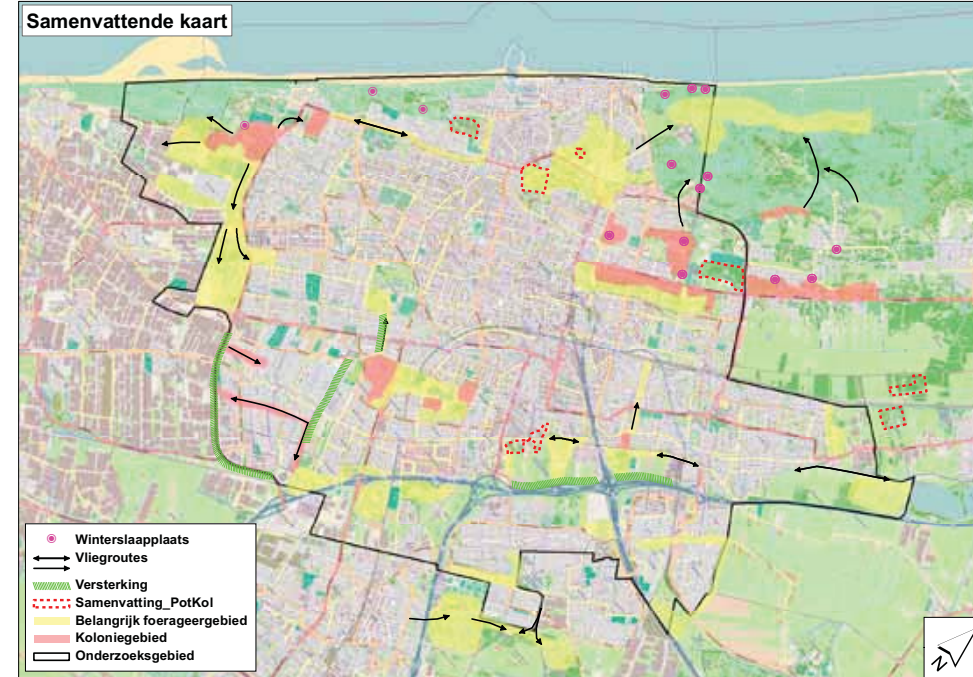 Samenvattende kaart
Winterslaapplaats
Vliegroutes
Versterking
Samenvatting_PotKol
Belangrijk foerageergebied
Koloniegebied
Onderzoeksgebied
N